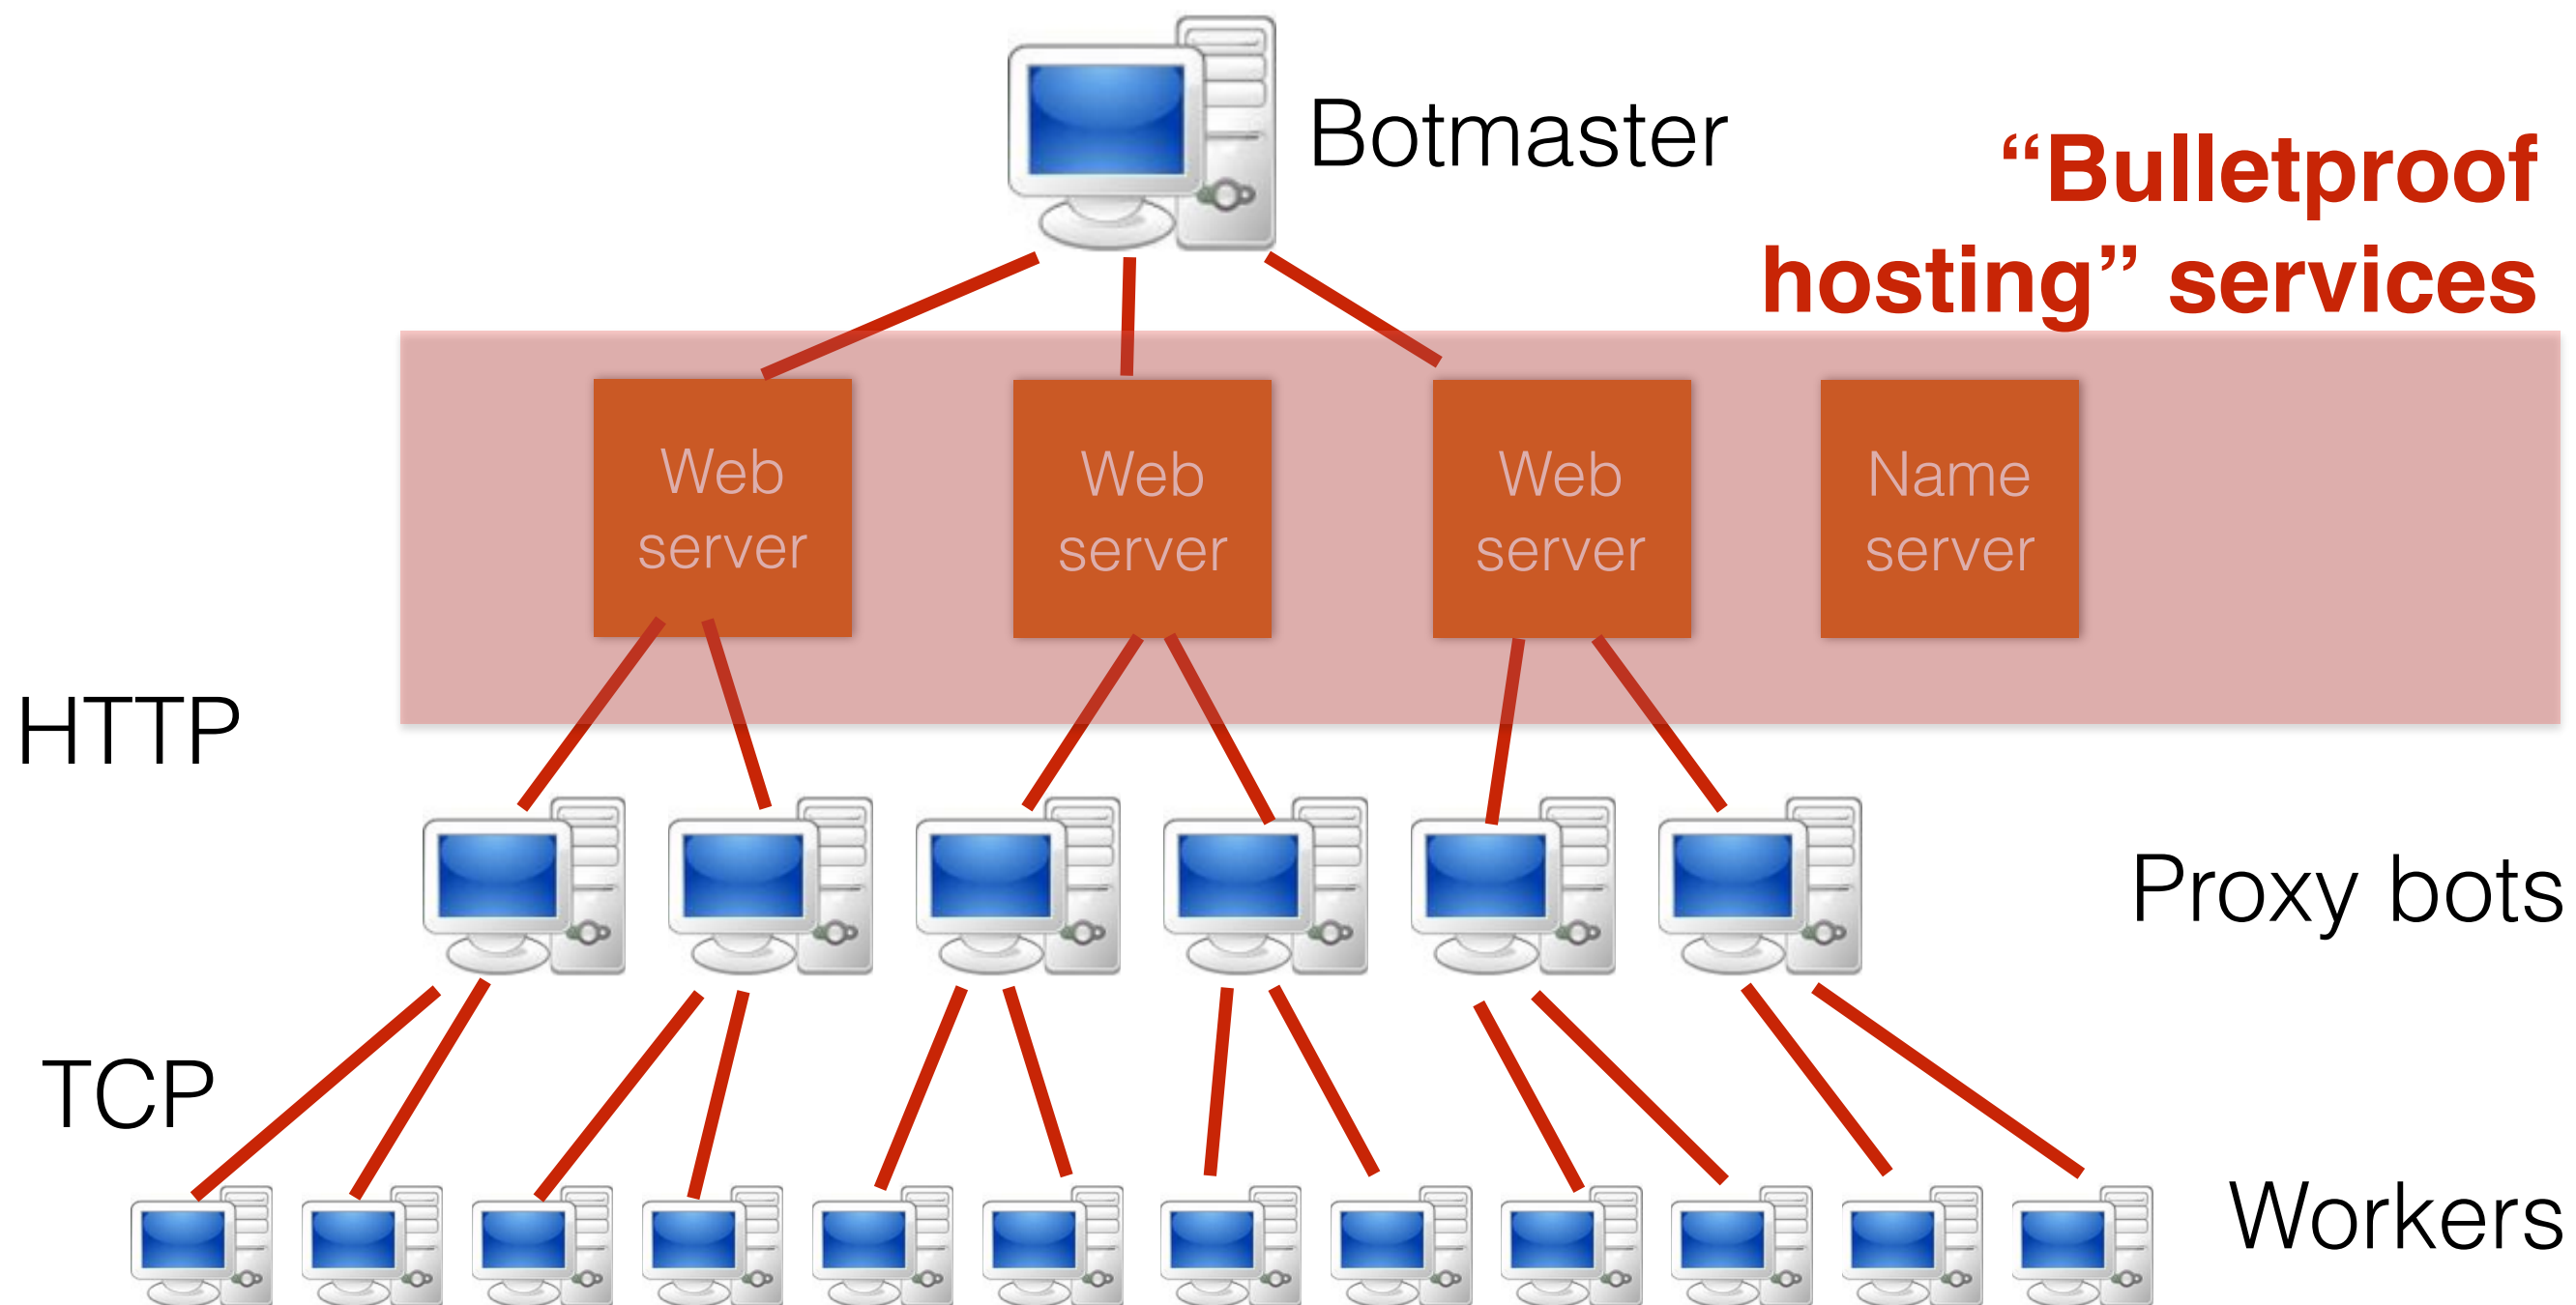 Botmaster
“Bulletproof
hosting” services
Web
server
Web
server
Web
server
Name
server
HTTP
Proxy bots
TCP
Workers